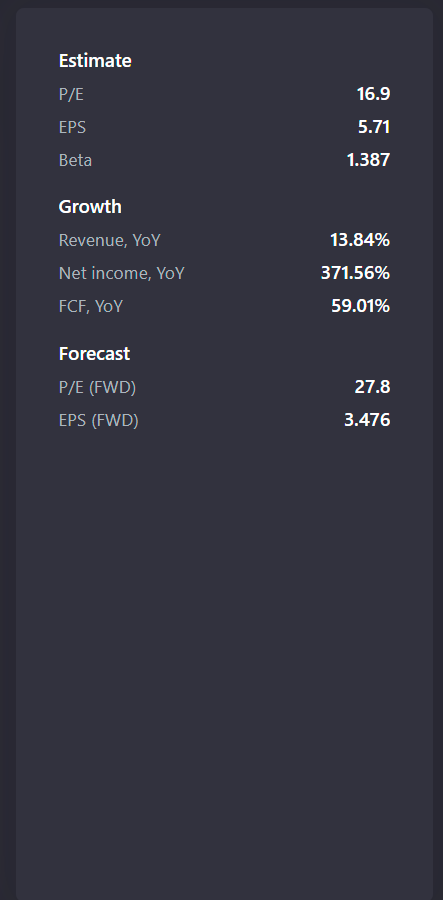 Estimate
P/E 16.9
EPS 5.71
Beta 1.387
Growth
Revenue, YoY 13.84%
Net income, YoY 371.56%
FCF, YoY 59.01%
Forecast
P/E (FWD) 27.8
EPS (FWD) 3.476